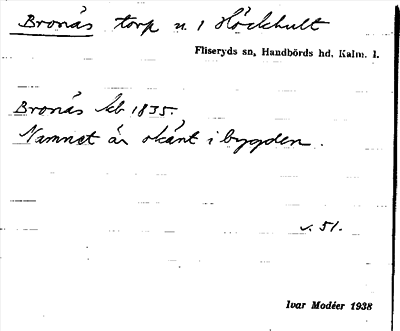 Bronäs torp u. 1 Höckhult
Fliseryds sn, Handbörds hd, Kalm. l.
Bronäs kb 1835.
Namnet är okänt i bygden.
s. 51.
Ivar Modéer 1938